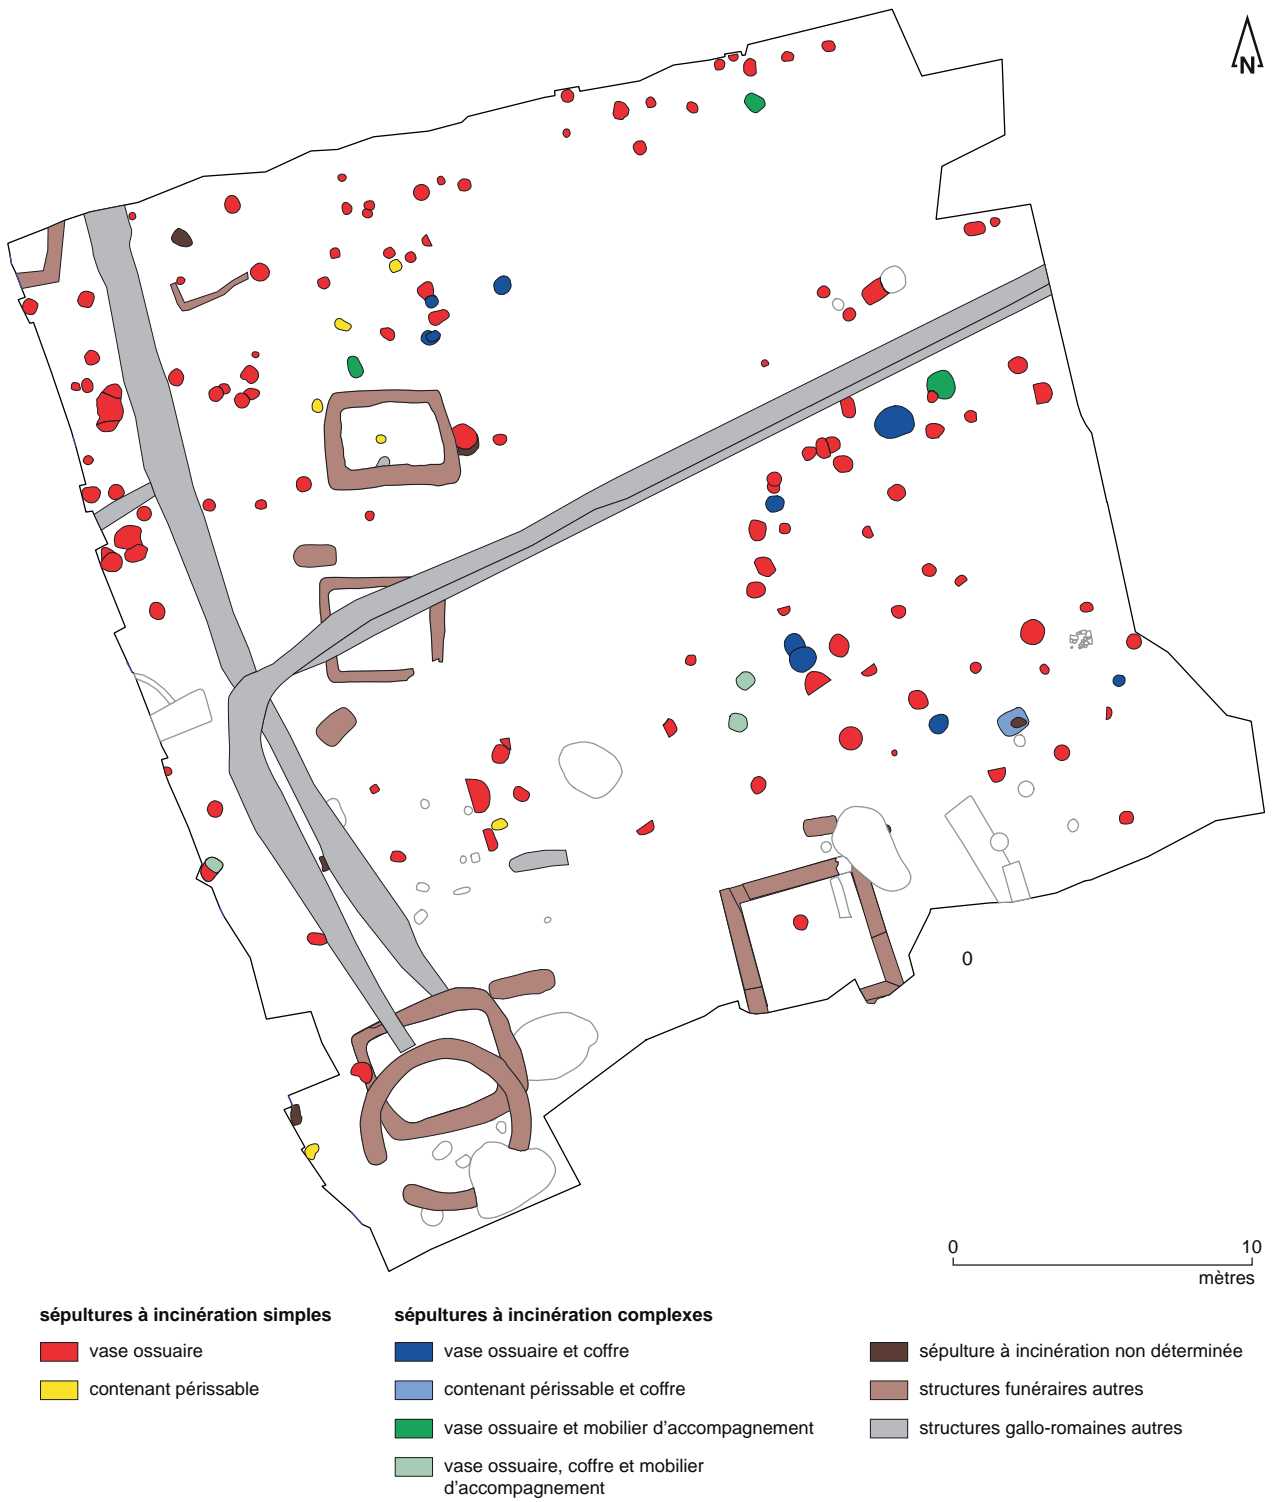 N
0
0 10
mètres
sépultures à incinération simples
vase ossuaire
contenant périssable
sépultures à incinération complexes
vase ossuaire et coffre
contenant périssable et coffre
vase ossuaire et mobilier d'accompagnement
vase ossuaire, coffre et mobilier
d'accompagnement
sépulture à incinération non déterminée
structures funéraires autres
structures gallo-romaines autres